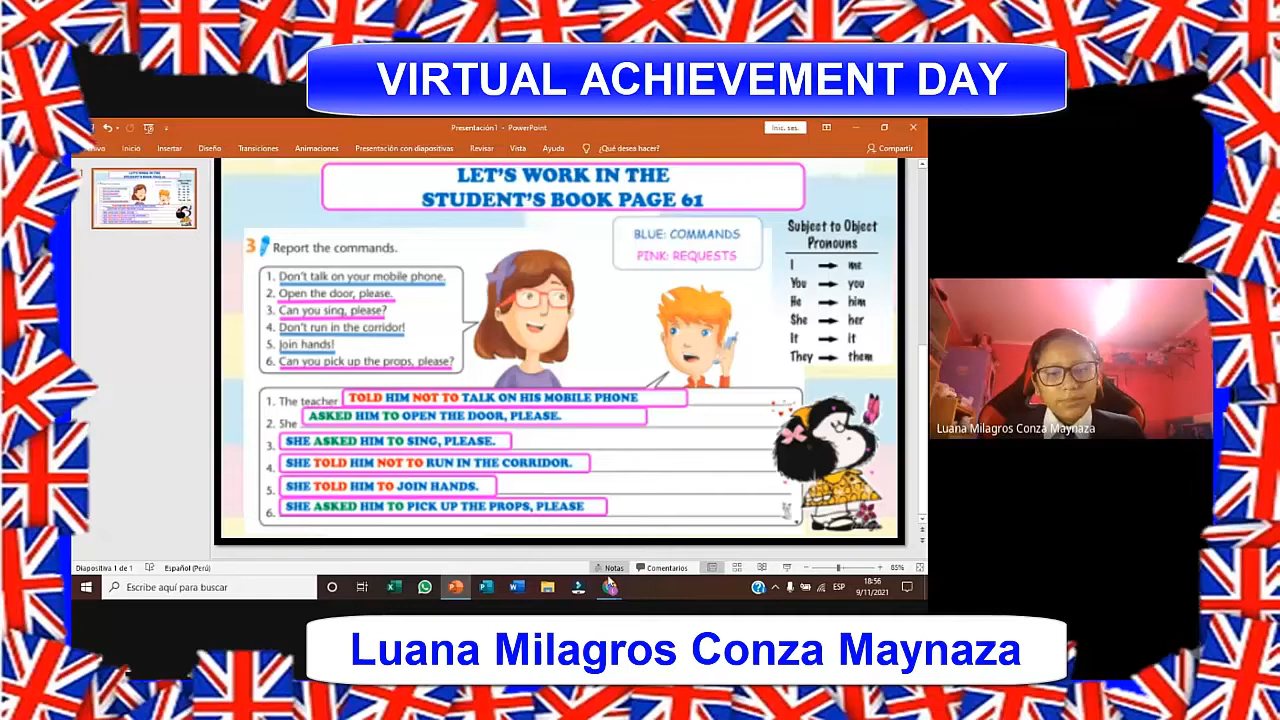 VIRTUAL ACHIEVEMENT DAY
Presentación1 - PowerPoint
Inic. ses.
Inicio Insertar Diseño Transiciones Animaciones Presentación con diapositivas Revisar Vista Ayuda ¿Qué desea hacer? Compartir
LET'S WORK IN THE
STUDENT'S BOOK PAGE 61
BLUE: COMMANDS
PINK: REQUESTS
Subject to Object
Pronouns
I me
You you
He him
She her
It it
They them
3 Report the commands.
1. Don't talk on your mobile phone.
2. Open the door, please.
3. Can you sing, please?
4. Don't run in the corridor!
5. Join hands!
6. Can you pick up the props, please?
1. The teacher TOLD HIM NOT TO TALK ON HIS MOBILE PHONE
2. She ASKED HIM TO OPEN THE DOOR, PLEASE.
3. SHE ASKED HIM TO SING, PLEASE.
4. SHE TOLD HIM NOT TO RUN IN THE CORRIDOR.
5. SHE TOLD HIM TO JOIN HANDS.
6. SHE ASKED HIM TO PICK UP THE PROPS, PLEASE
Luana Milagros Conza Maynaza
Diapositiva 1 de 1 Español (Perú) Notas Comentarios 85%
Escribe aquí para buscar
ESP
18:56
9/11/2021
Luana Milagros Conza Maynaza